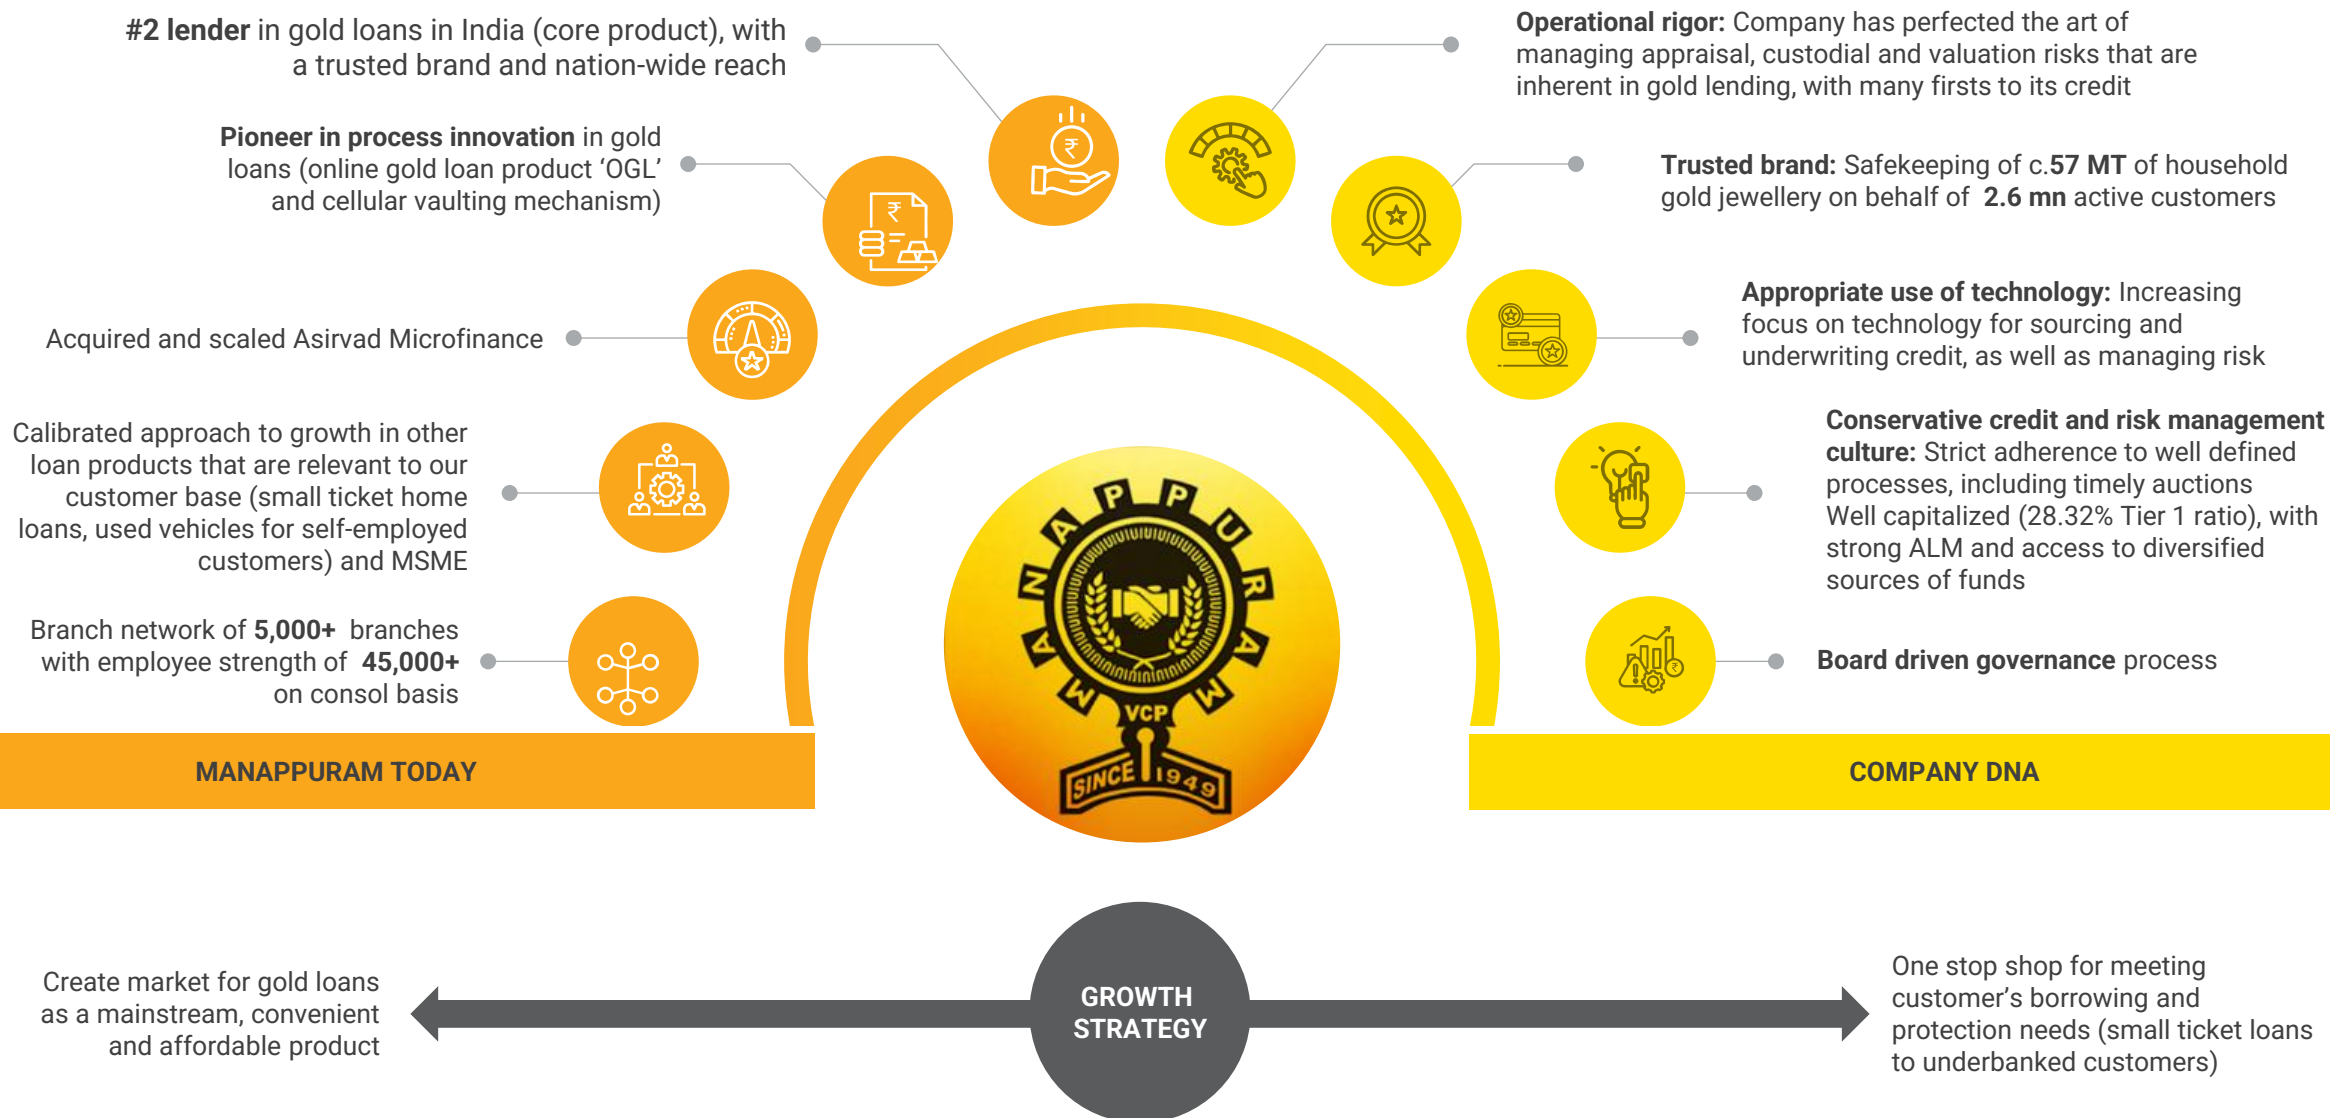 #2 lender in gold loans in India (core product), with
a trusted brand and nation-wide reach
Pioneer in process innovation in gold
loans (online gold loan product ‘OGL’
and cellular vaulting mechanism)
Acquired and scaled Asirvad Microfinance
Calibrated approach to growth in other
loan products that are relevant to our
customer base (small ticket home
loans, used vehicles for self-employed
customers) and MSME
Branch network of 5,000+ branches
with employee strength of 45,000+
on consol basis
MANAPPURAM TODAY
Operational rigor: Company has perfected the art of
managing appraisal, custodial and valuation risks that are
inherent in gold lending, with many firsts to its credit
Trusted brand: Safekeeping of c.57 MT of household
gold jewellery on behalf of 2.6 mn active customers
Appropriate use of technology: Increasing
focus on technology for sourcing and
underwriting credit, as well as managing risk
Conservative credit and risk management
culture: Strict adherence to well defined
processes, including timely auctions
Well capitalized (28.32% Tier 1 ratio), with
strong ALM and access to diversified
sources of funds
Board driven governance process
COMPANY DNA
MANAPPURAM
VCP
SINCE 1949
Create market for gold loans
as a mainstream, convenient
and affordable product
GROWTH
STRATEGY
One stop shop for meeting
customer’s borrowing and
protection needs (small ticket loans
to underbanked customers)